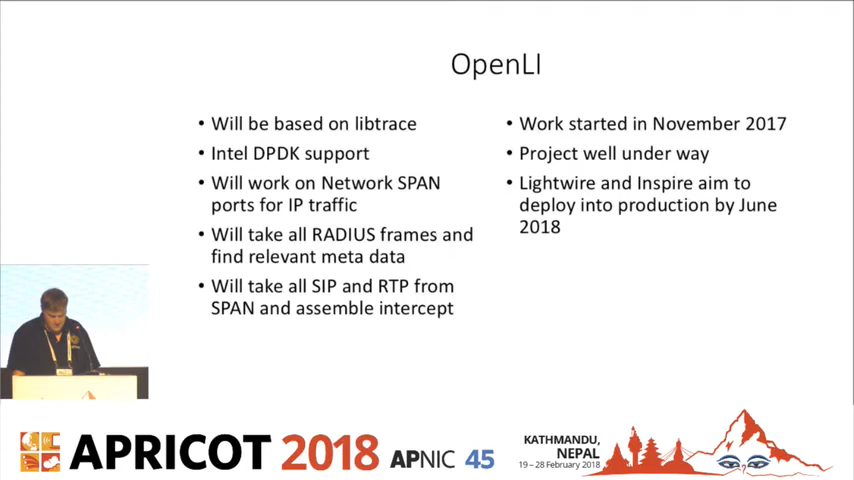 OpenLI
• Will be based on libtrace
• Intel DPDK support
• Will work on Network SPAN
ports for IP traffic
• Will take all RADIUS frames and
find relevant meta data
• Will take all SIP and RTP from
SPAN and assemble intercept
• Work started in November 2017
• Project well under way
• Lightwire and Inspire aim to
deploy into production by June
2018
APRICOT 2018 APNIC 45
KATHMANDU,
NEPAL
19 – 28 February 2018